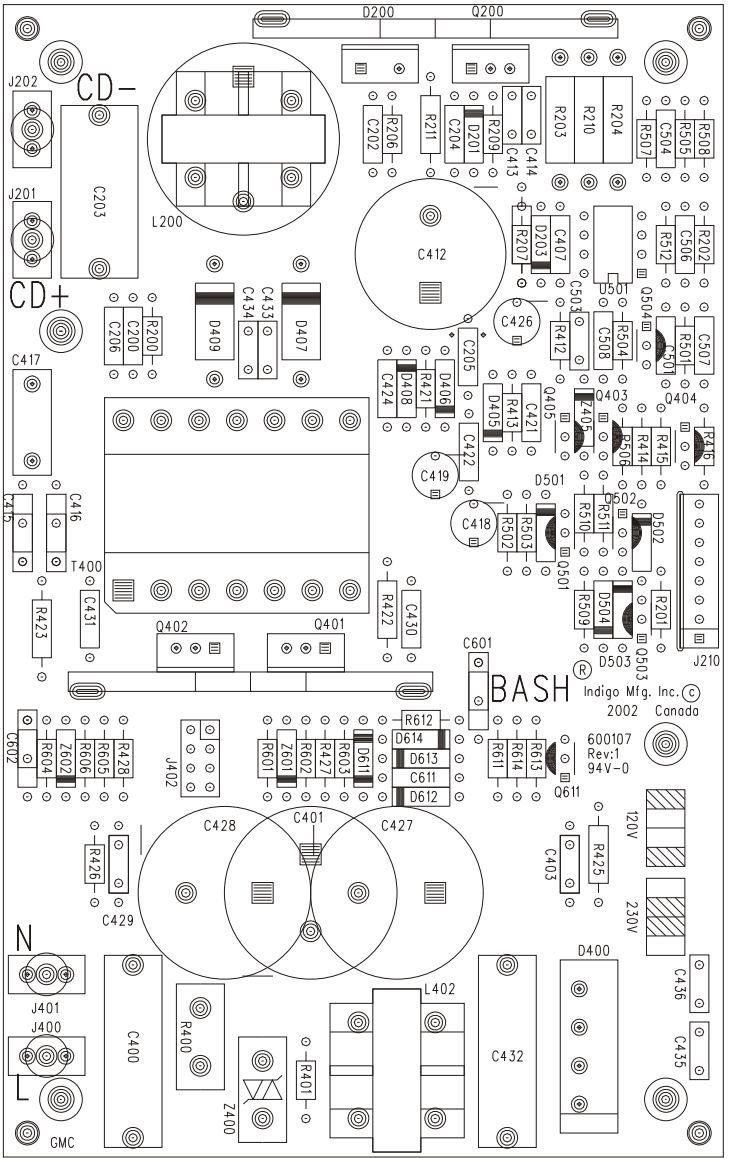 D200
Q200
J202
CD-
C202
R206
R211
C204
D201
R209
C413
C414
R203
R210
R204
R507
C504
R505
R508
J201
C203
L200
C412
R207
D203
C407
U501
R512
C506
R202
CD+
C206
C200
R200
D409
C434
C433
D407
C426
C503
Q504
R412
C508
R504
C501
R501
C507
C205
C417
C424
D408
R421
D406
D405
R413
C421
Q405
Z405
Q403
Q404
R506
R414
R415
R416
C422
C419
C415
C416
C418
D501
R502
R503
R510
R511
Q502
D502
Q501
T400
R423
C431
R422
C430
R509
D504
R201
D503
Q503
J210
Q402
Q401
C601
R
BASH
Indigo Mfg. Inc. C
2002 Canada
C602
R604
Z602
R606
R605
R428
J402
R601
Z601
R602
R427
R603
D611
R612
D614
D613
C611
D612
R611
R614
R613
Q611
600107
Rev:1
94V-0
C428
C401
C427
120V
R426
C429
C403
R425
230V
N
J401
J400
L
C400
R400
Z400
R401
L402
C432
D400
C436
C435
GMC